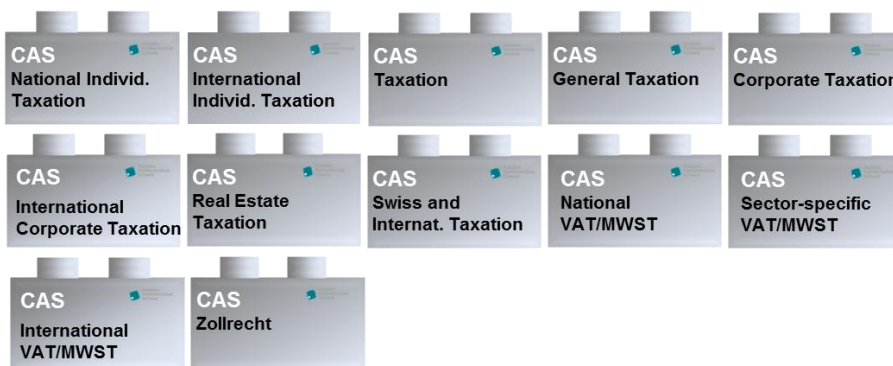 CAS
National Individ.
Taxation
CAS
International
Individ. Taxation
CAS
Taxation
CAS
General Taxation
CAS
Corporate Taxation
CAS
International
Corporate Taxation
CAS
Real Estate
Taxation
CAS
Swiss and
Internat. Taxation
CAS
National
VAT/MWST
CAS
Sector-specific
VAT/MWST
CAS
International
VAT/MWST
CAS
Zollrecht